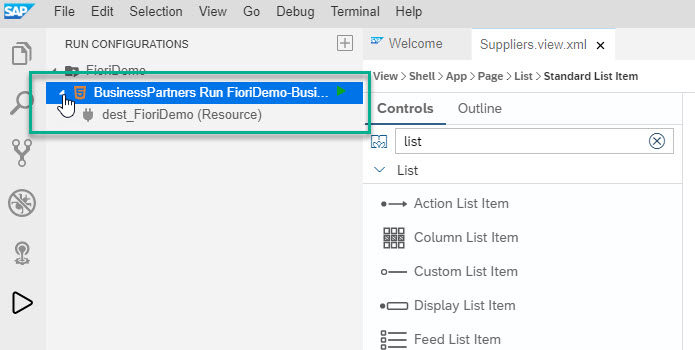 SAP File Edit Selection Run Go Debug Terminal Help
RUN CONFIGURATIONS
FioriDemo
BusinessPartners Run FioriDemo-Busi...
dest_FioriDemo (Resource)
Welcome Suppliers.view.xml
View > Shell > App > Page > List > Standard List Item
Controls Outline
list
List
Action List Item
Column List Item
Custom List Item
Display List Item
Feed List Item